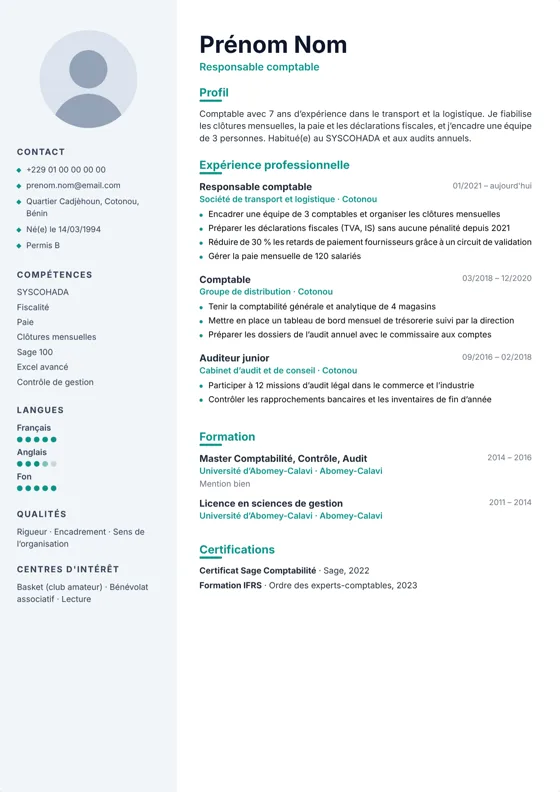 CONTACT
+229 01 00 00 00 00
prenom.nom@email.com
Quartier Cadjèhoun, Cotonou,
Bénin
Né(e) le 14/03/1994
Permis B
COMPÉTENCES
SYSCOHADA
Fiscalité
Paie
Clôtures mensuelles
Sage 100
Excel avancé
Contrôle de gestion
LANGUES
Français
Anglais
Fon
QUALITÉS
Rigueur · Encadrement · Sens de
l'organisation
CENTRES D'INTÉRÊT
Basket (club amateur) · Bénévolat
associatif · Lecture
Prénom Nom
Responsable comptable
Profil
Comptable avec 7 ans d'expérience dans le transport et la logistique. Je fiabilise
les clôtures mensuelles, la paie et les déclarations fiscales, et j'encadre une équipe
de 3 personnes. Habitué(e) au SYSCOHADA et aux audits annuels.
Expérience professionnelle
Responsable comptable 01/2021 – aujourd'hui
Société de transport et logistique · Cotonou
Encadrer une équipe de 3 comptables et organiser les clôtures mensuelles
Préparer les déclarations fiscales (TVA, IS) sans aucune pénalité depuis 2021
Réduire de 30 % les retards de paiement fournisseurs grâce à un circuit de validation
Gérer la paie mensuelle de 120 salariés
Comptable 03/2018 – 12/2020
Groupe de distribution · Cotonou
Tenir la comptabilité générale et analytique de 4 magasins
Mettre en place un tableau de bord mensuel de trésorerie suivi par la direction
Préparer les dossiers de l'audit annuel avec le commissaire aux comptes
Auditeur junior 09/2016 – 02/2018
Cabinet d'audit et de conseil · Cotonou
Participer à 12 missions d'audit légal dans le commerce et l'industrie
Contrôler les rapprochements bancaires et les inventaires de fin d'année
Formation
Master Comptabilité, Contrôle, Audit 2014 – 2016
Université d'Abomey-Calavi · Abomey-Calavi
Mention bien
Licence en sciences de gestion 2011 – 2014
Université d'Abomey-Calavi · Abomey-Calavi
Certifications
Certificat Sage Comptabilité · Sage, 2022
Formation IFRS · Ordre des experts-comptables, 2023